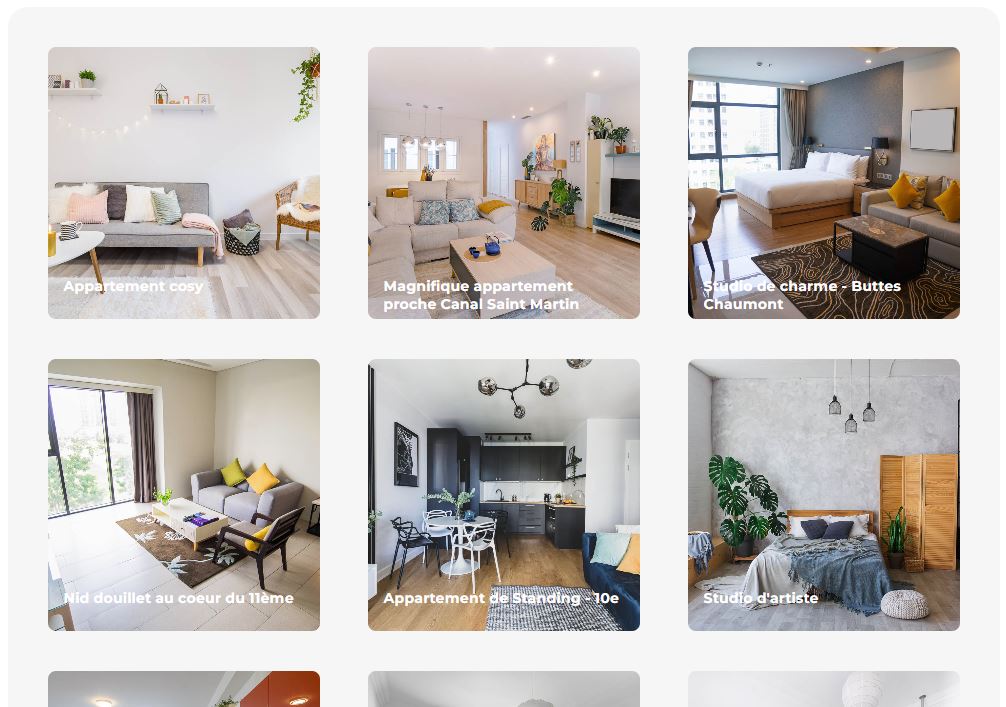 Appartement cosy
Magnifique appartement
proche Canal Saint Martin
Studio de charme - Buttes
Chaumont
Nid douillet au coeur du 11ème
Appartement de Standing - 10e
Studio d'artiste